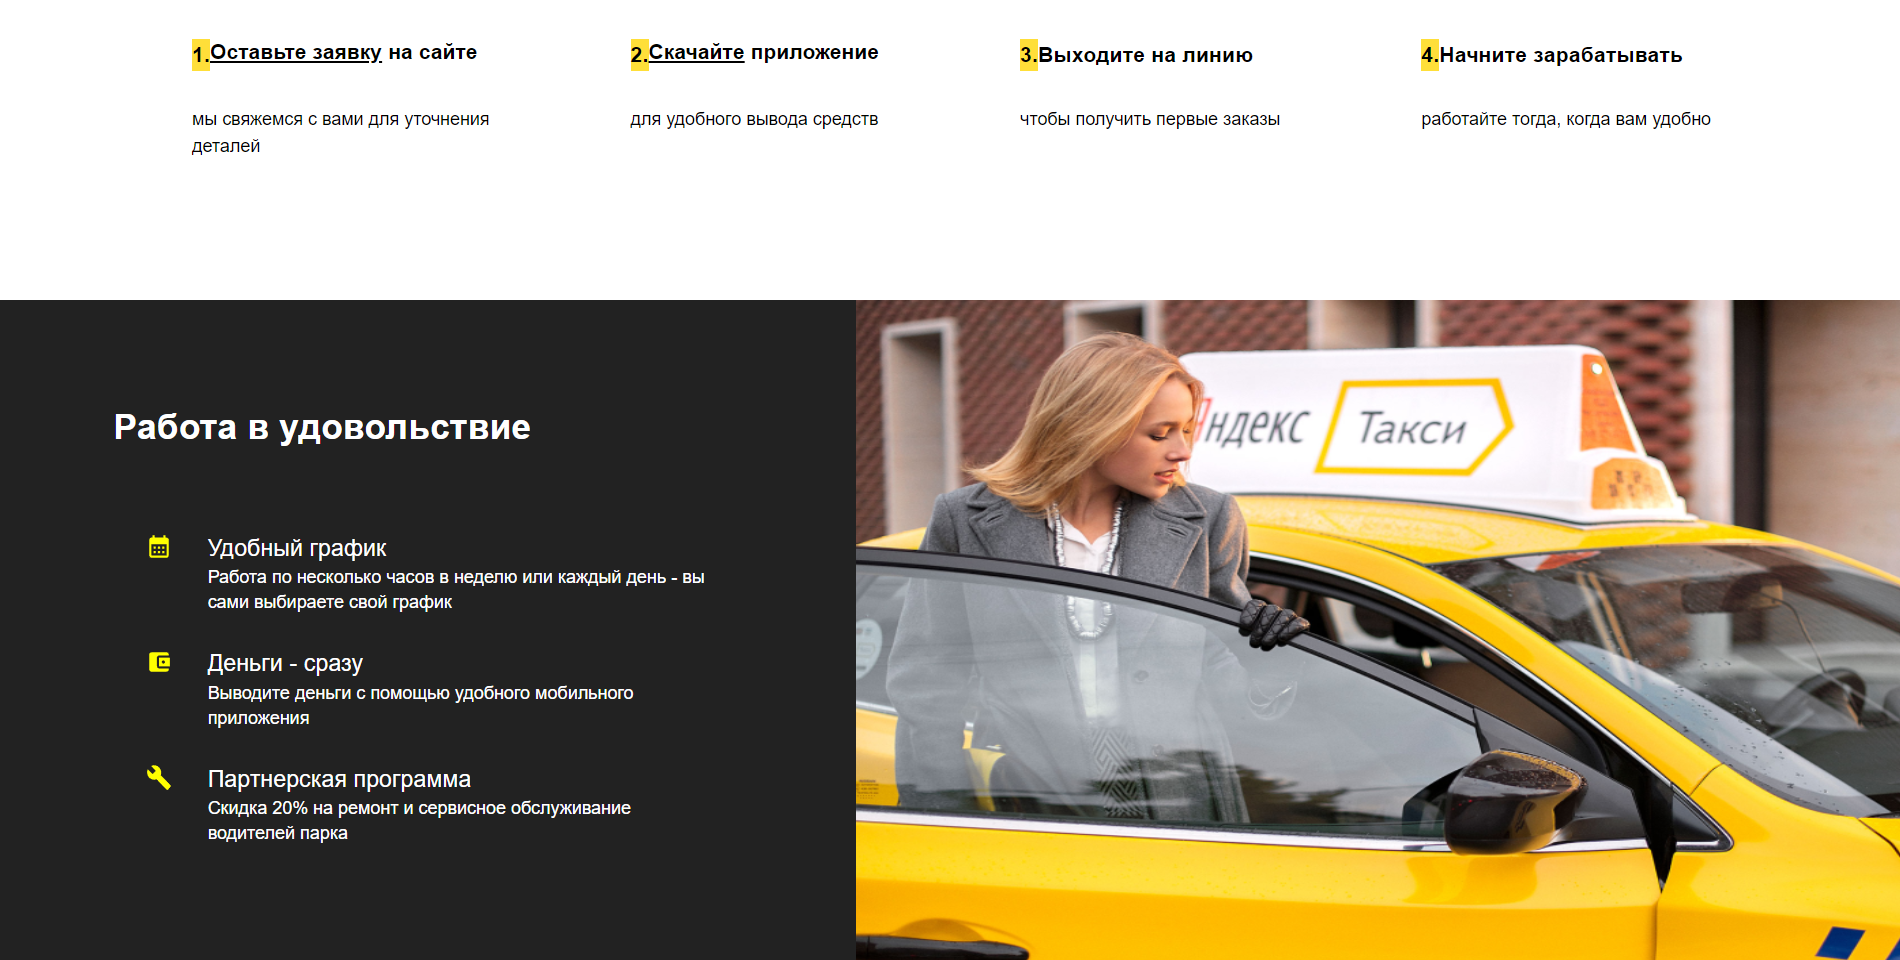 1.Оставьте заявку на сайте
мы свяжемся с вами для уточнения
деталей
2.Скачайте приложение
для удобного вывода средств
3.Выходите на линию
чтобы получить первые заказы
4.Начните зарабатывать
работайте тогда, когда вам удобно
Работа в удовольствие
Удобный график
Работа по несколько часов в неделю или каждый день - вы
сами выбираете свой график
Деньги - сразу
Выводите деньги с помощью удобного мобильного
приложения
Партнерская программа
Скидка 20% на ремонт и сервисное обслуживание
водителей парка
Яндекс Такси